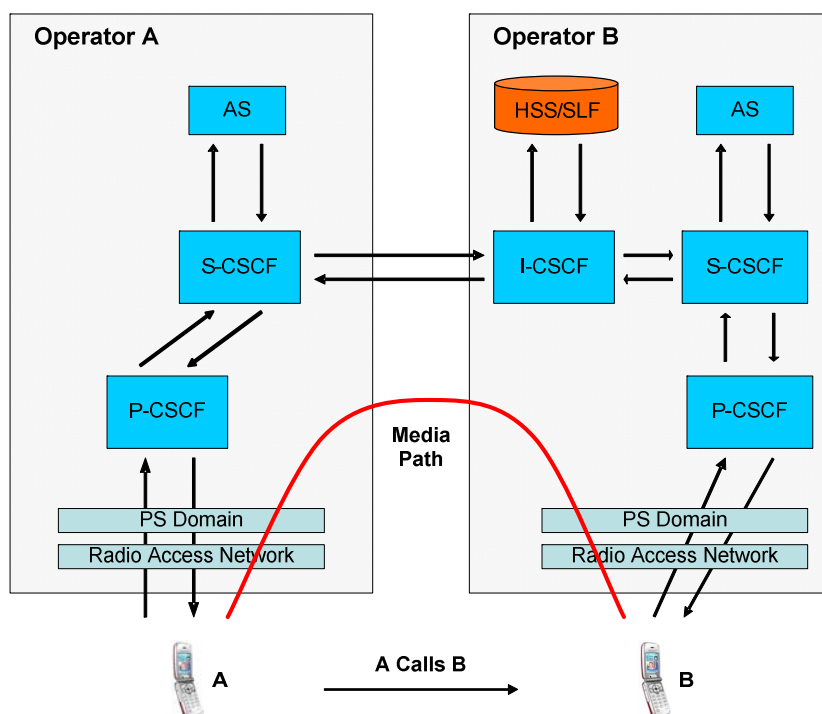 Operator A
Operator B
AS
HSS/SLF
AS
S-CSCF
I-CSCF
S-CSCF
P-CSCF
P-CSCF
Media
Path
PS Domain
PS Domain
Radio Access Network
Radio Access Network
A
A Calls B
B